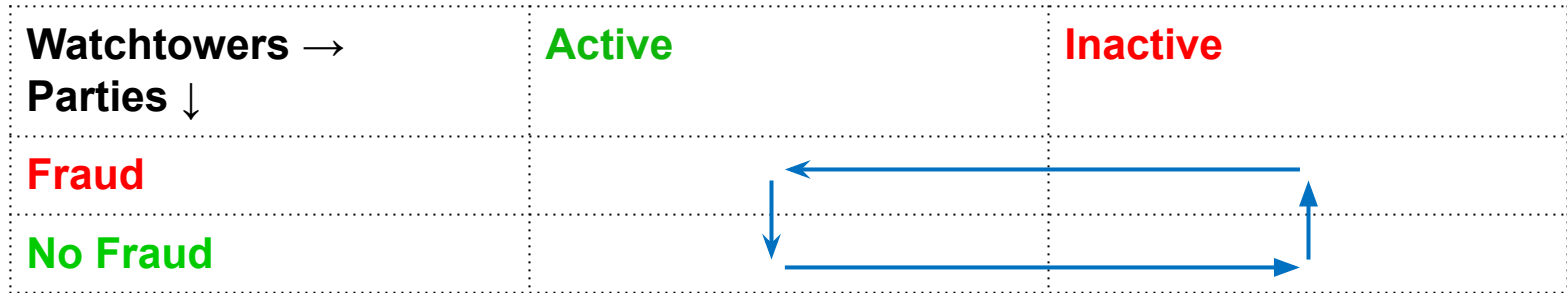 Watchtowers → Active Inactive
Parties ↓
Fraud
No Fraud